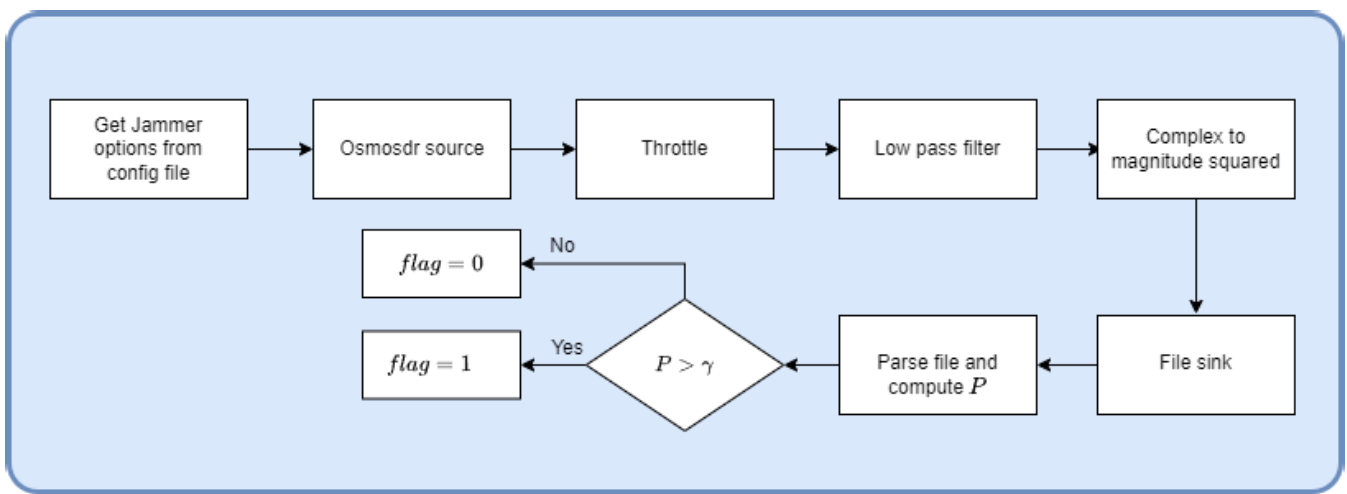 Get Jammer
options from
config file
Osmosdr source
Throttle
Low pass filter
Complex to
magnitude squared
File sink
Parse file and
compute P
P > γ
No
flag = 0
Yes
flag = 1